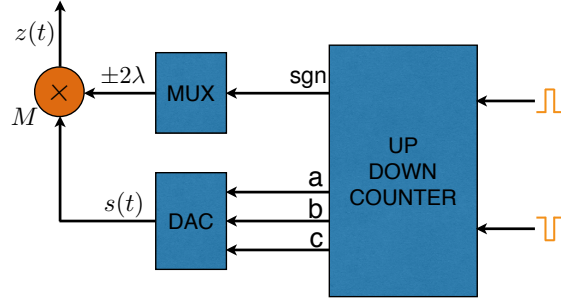 z(t)
±2λ
sgn
×
MUX
M
UP
DOWN
COUNTER
a
s(t)
DAC
b
c